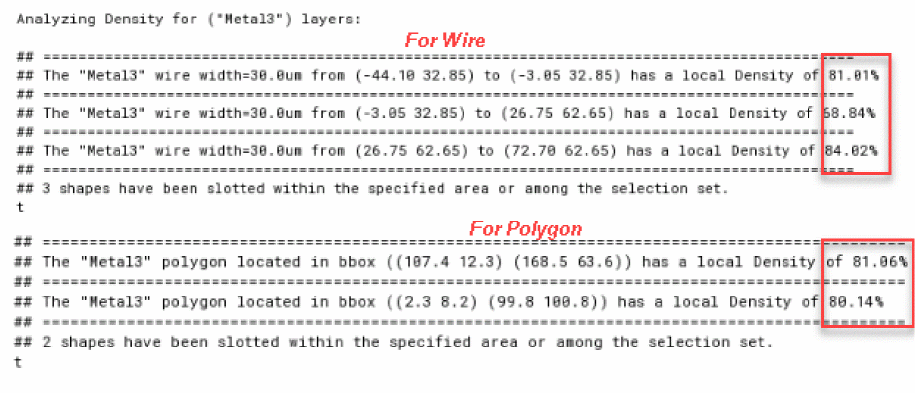 Analyzing Density for ("Metal3") layers:
For Wire
## ==============================================================================================
## The "Metal3" wire width=30.0um from (-44.10 32.85) to (-3.05 32.85) has a local Density of 81.01%
## ==============================================================================================
## The "Metal3" wire width=30.0um from (-3.05 32.85) to (26.75 62.65) has a local Density of 68.84%
## ==============================================================================================
## The "Metal3" wire width=30.0um from (26.75 62.65) to (72.70 62.65) has a local Density of 84.02%
## ==============================================================================================
## 3 shapes have been slotted within the specified area or among the selection set.
t
For Polygon
## ====================================================================================================
## The "Metal3" polygon located in bbox ((107.4 12.3) (168.5 63.6)) has a local Density of 81.06%
## ====================================================================================================
## The "Metal3" polygon located in bbox ((2.3 8.2) (99.8 100.8)) has a local Density of 80.14%
## ====================================================================================================
## 2 shapes have been slotted within the specified area or among the selection set.
t